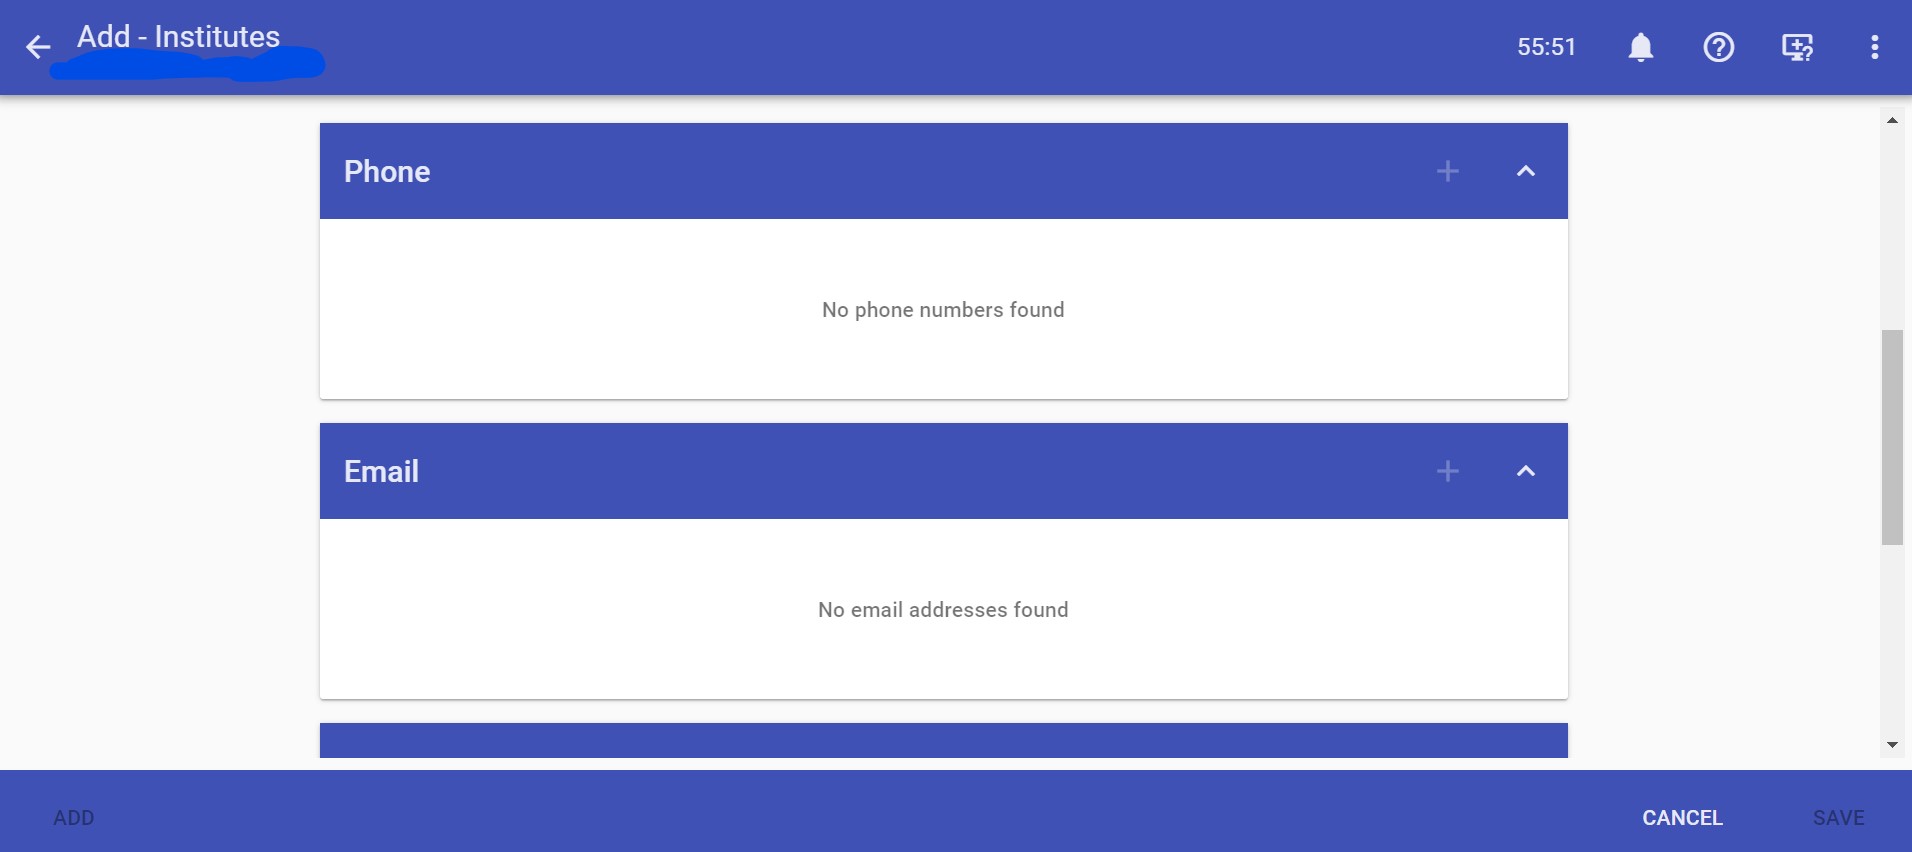 Add - Institutes
55:51
Phone
No phone numbers found
Email
No email addresses found
ADD
CANCEL
SAVE